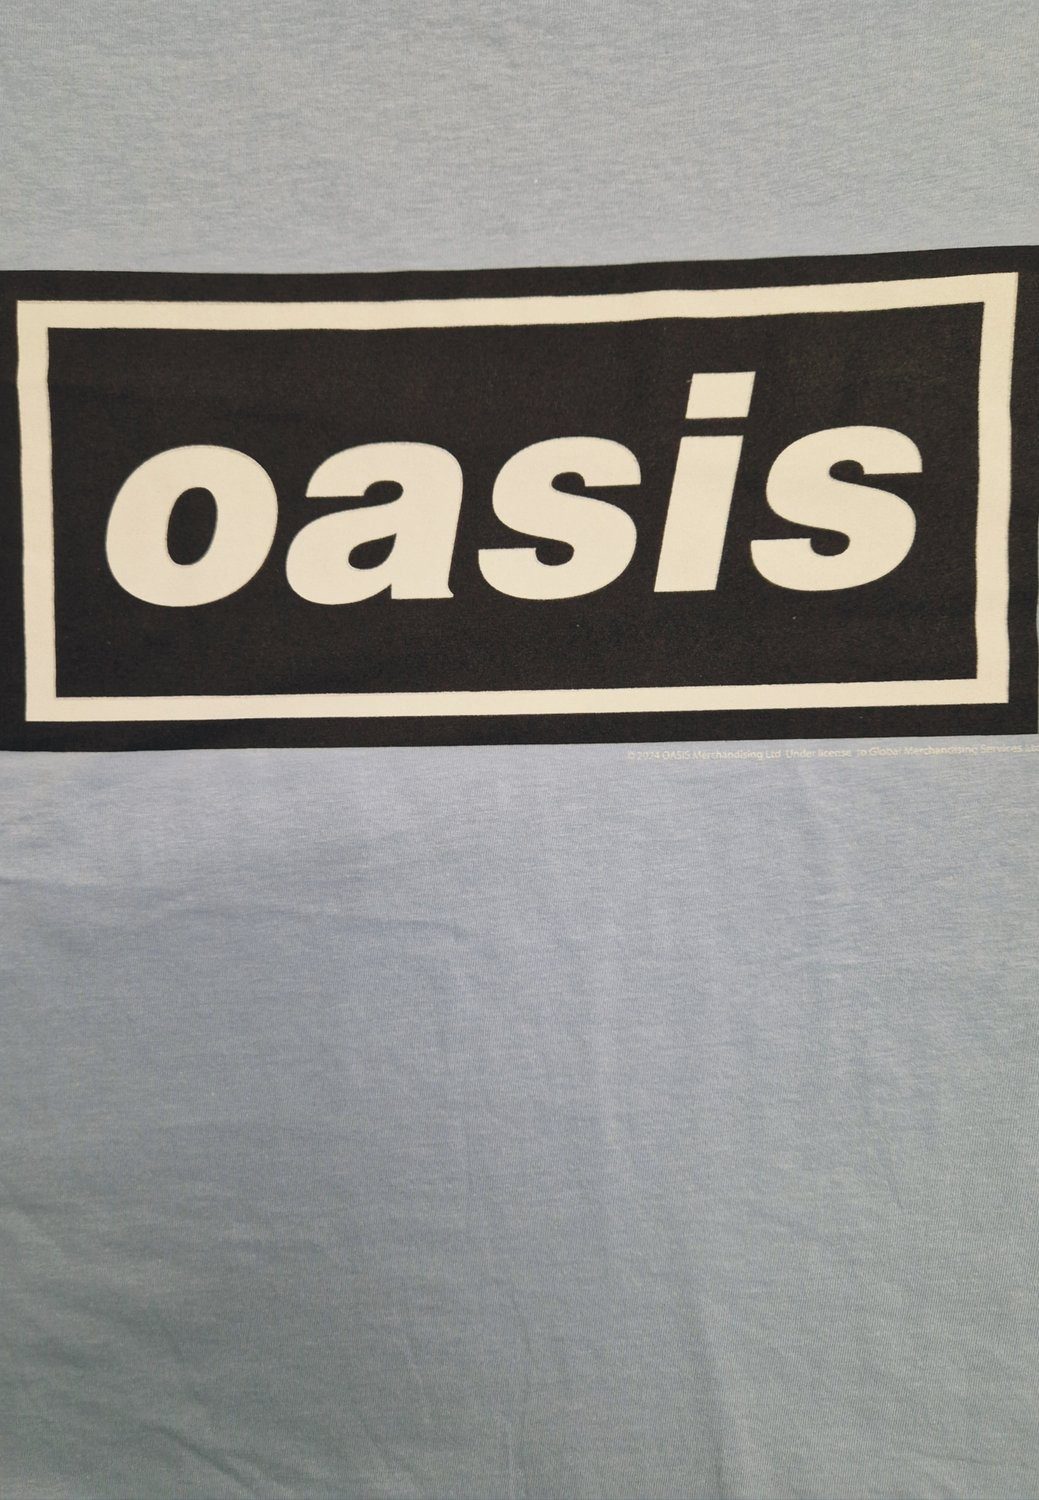 oasis
© 2024 OASIS Merchandising Ltd Under license to Global Merchandising Services Ltd